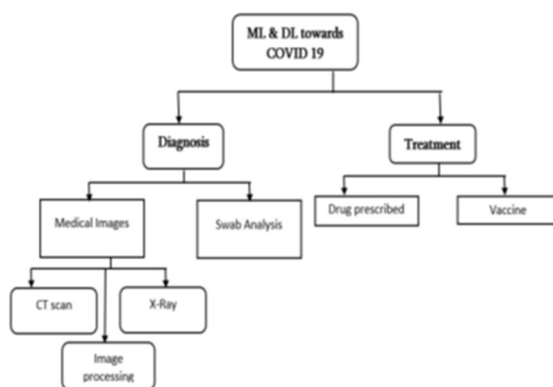 ML & DL towards
COVID 19
Diagnosis
Treatment
Medical Images
Swab Analysis
Drug prescribed
Vaccine
CT scan
X-Ray
Image
processing